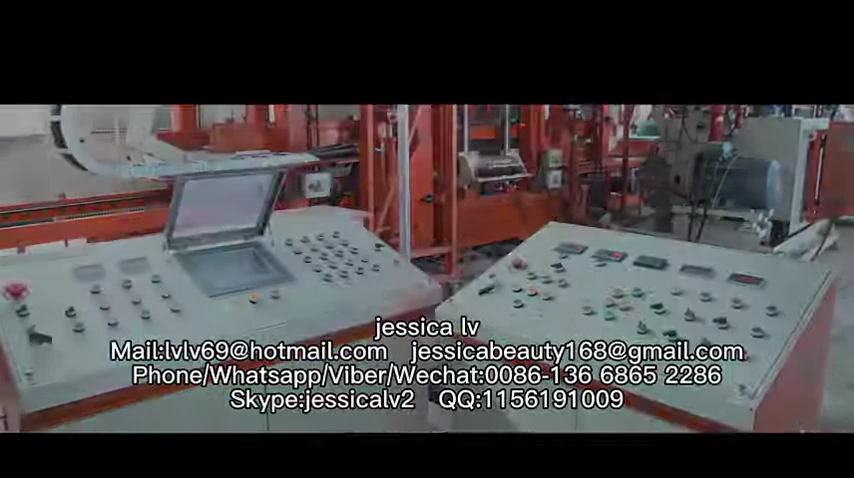 jessica lv
Mail:lvlv69@hotmail.com jessicabeauty168@gmail.com
Phone/Whatsapp/Viber/Wechat:0086-136 6865 2286
Skype:jessicalv2 QQ:1156191009